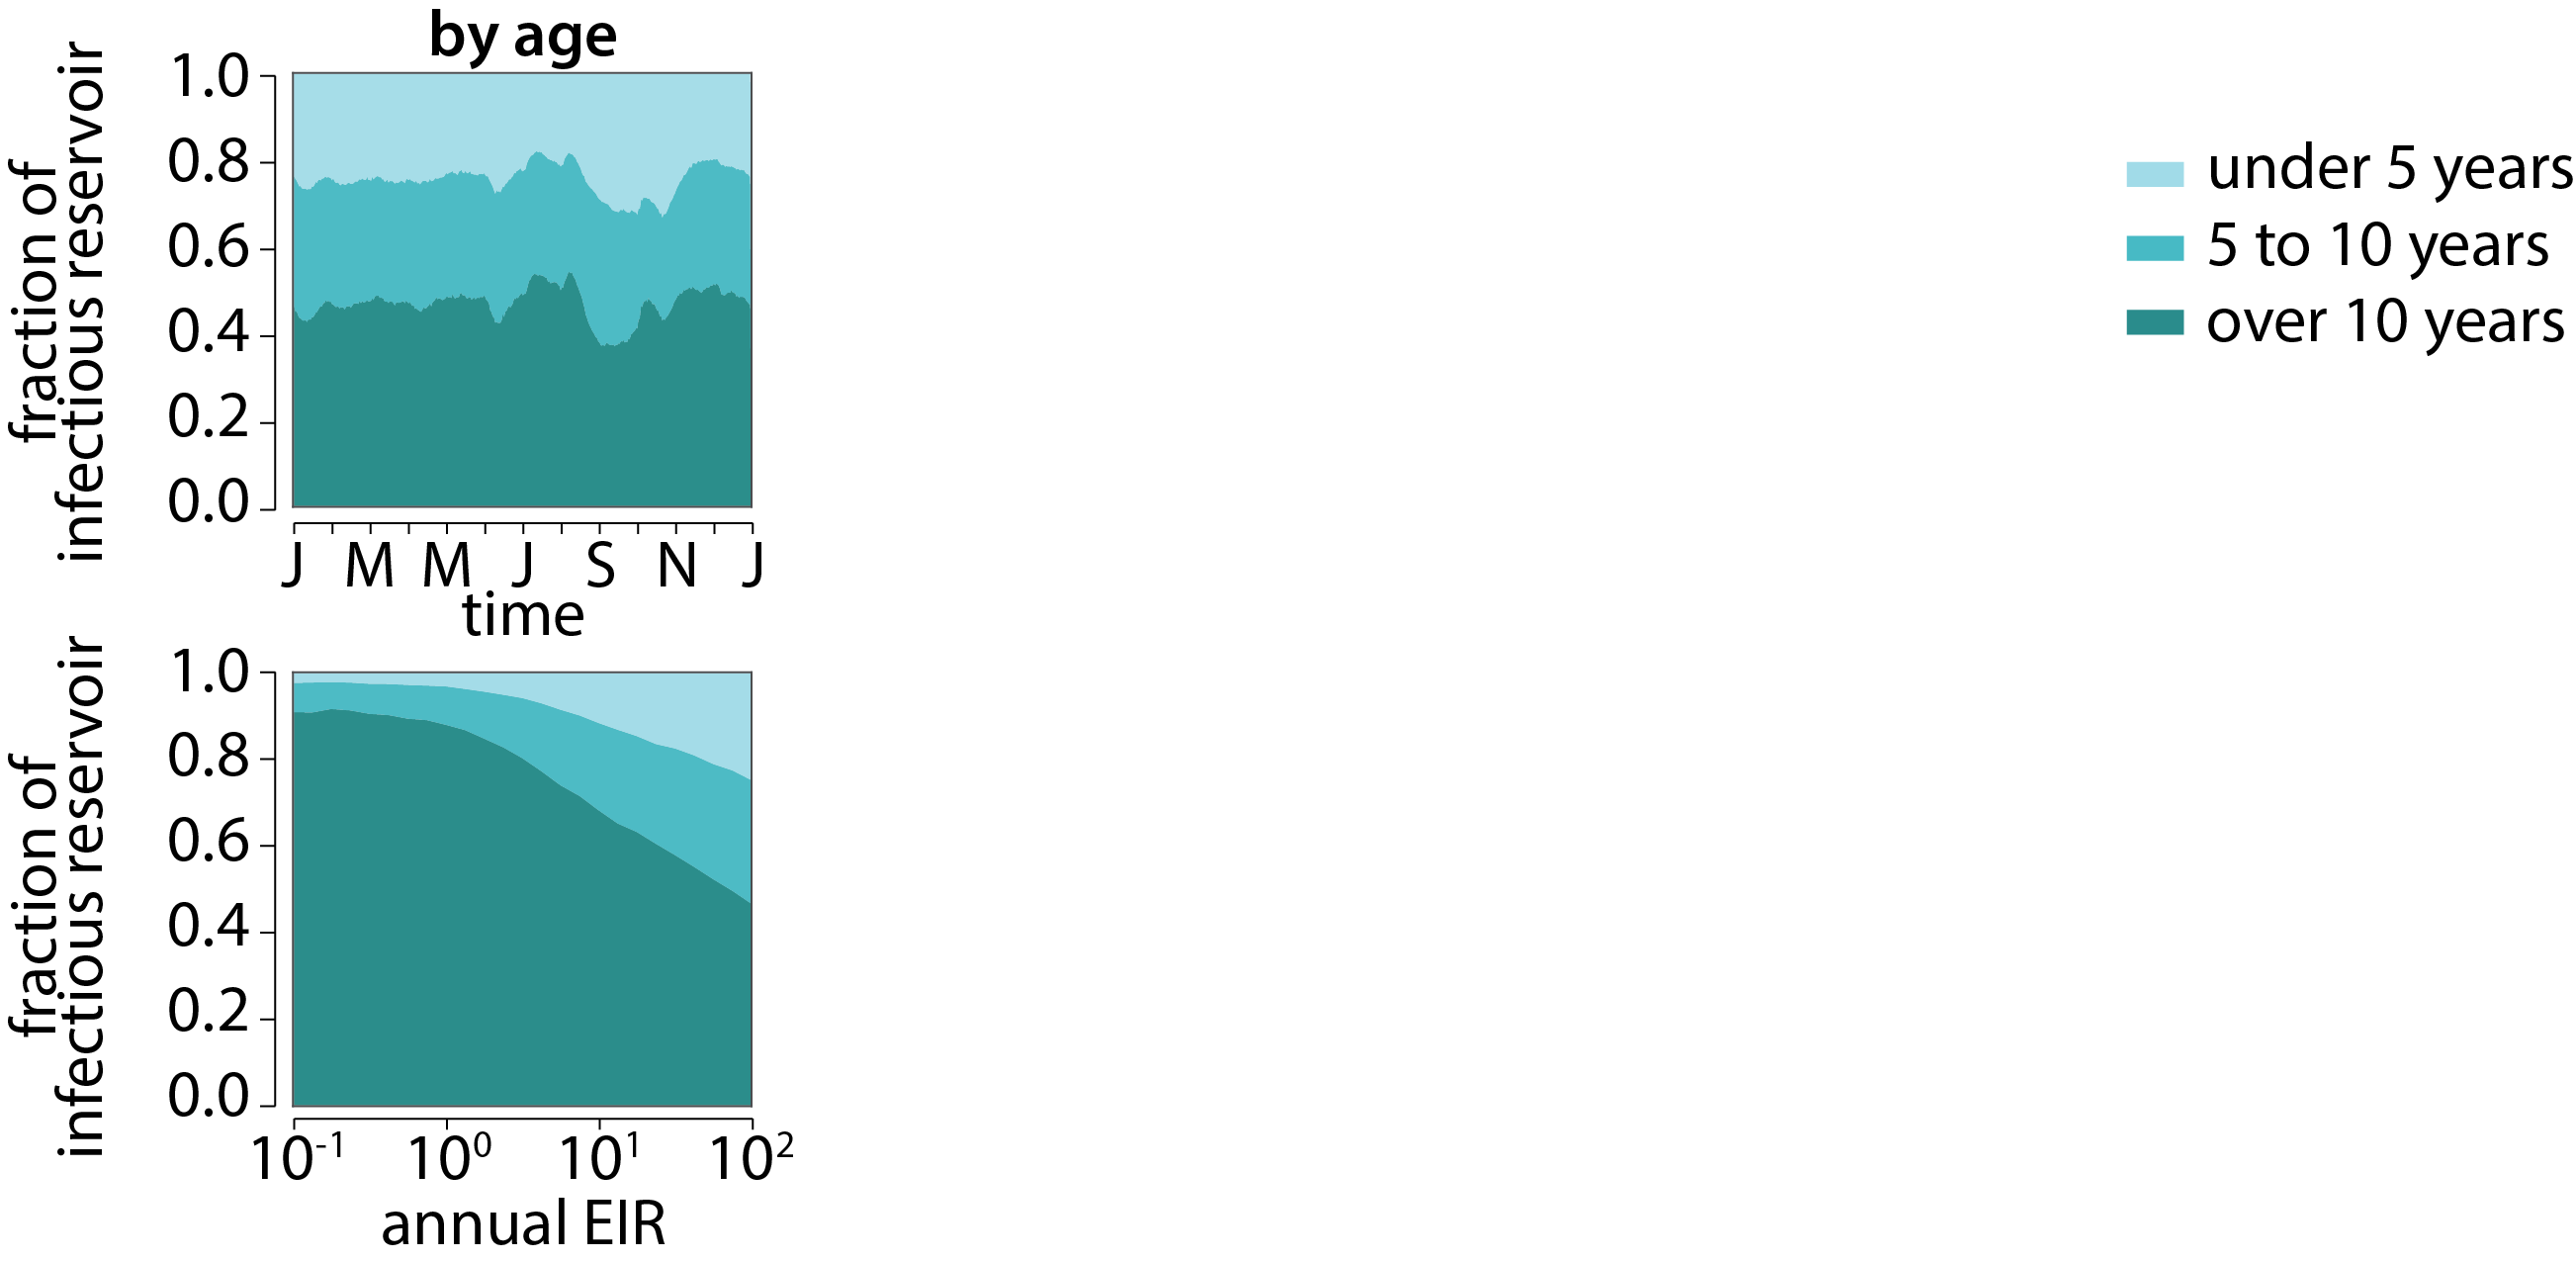 by age
fraction of
infectious reservoir
1.0
0.8
0.6
0.4
0.2
0.0
J M M J S N J
time
under 5 years
5 to 10 years
over 10 years
fraction of
infectious reservoir
1.0
0.8
0.6
0.4
0.2
0.0
10⁻¹ 10⁰ 10¹ 10²
annual EIR